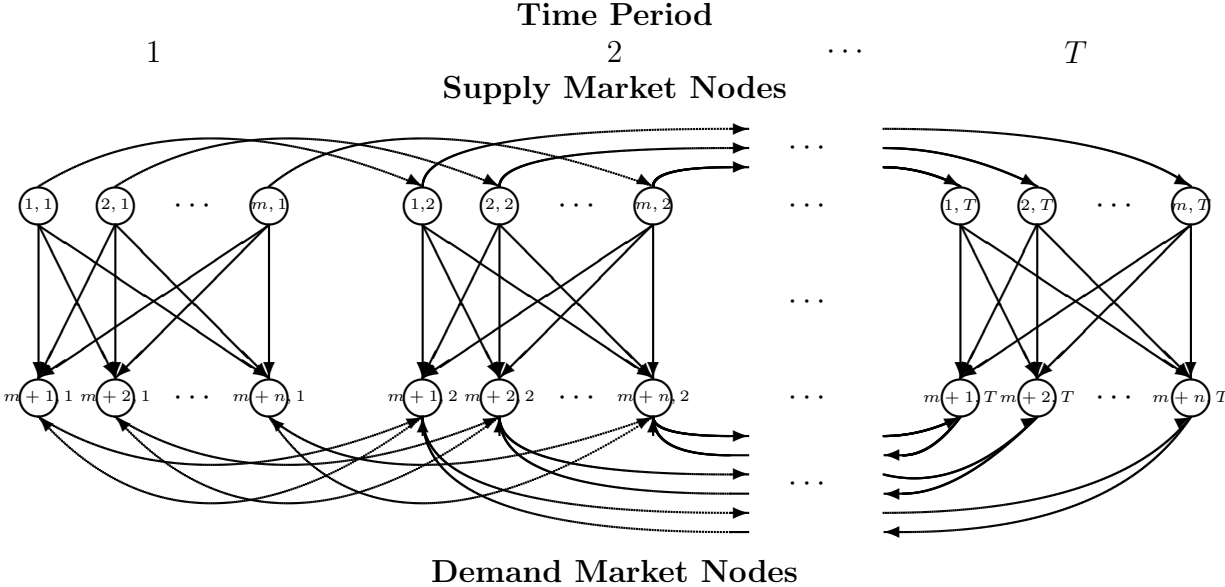 Time Period
1 2 ··· T
Supply Market Nodes
···
1, 1 2, 1 ··· m, 1 1,2 2, 2 ··· m, 2 ··· 1, T 2, T ··· m, T
···
m + 1, 1 m + 2, 1 ··· m + n, 1 m + 1, 2 m + 2, 2 ··· m + n, 2 ··· m + 1, T m + 2, T ··· m + n, T
···
Demand Market Nodes